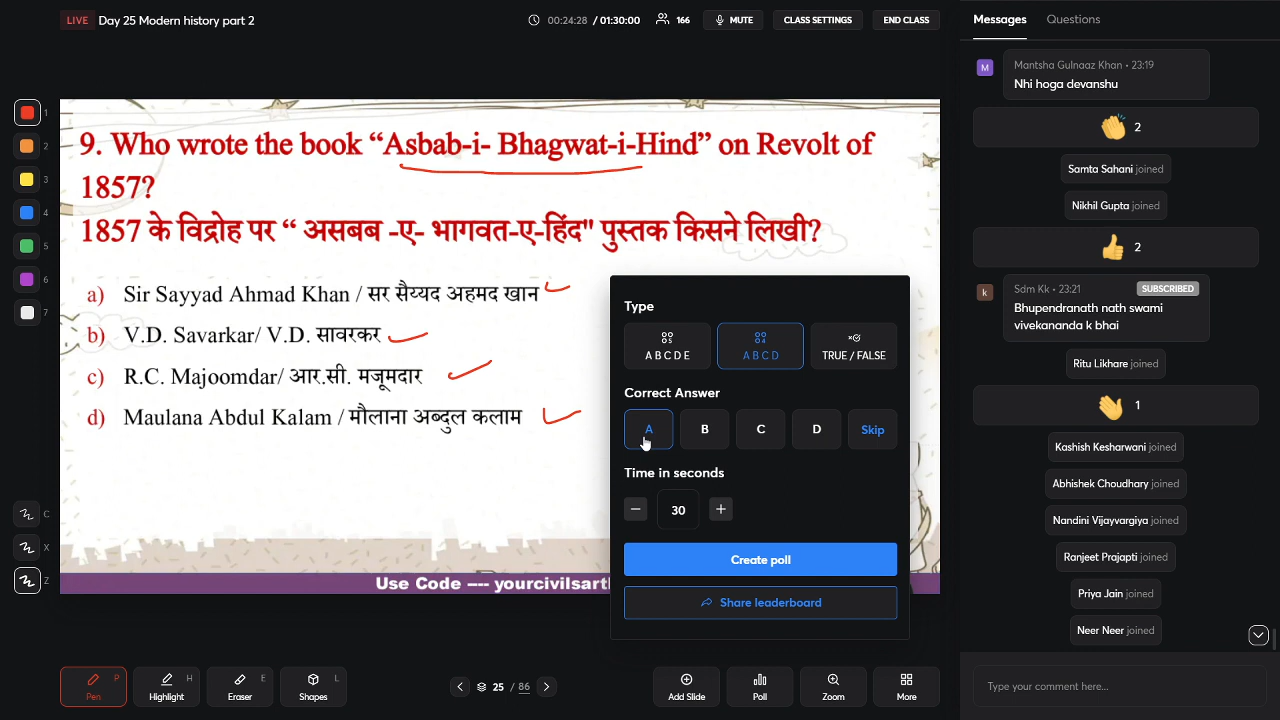 LIVE Day 25 Modern history part 2
00:24:28 / 01:30:00
166
MUTE
CLASS SETTINGS
END CLASS
1
2
3
4
5
6
7
C
X
Z
9. Who wrote the book “Asbab-i- Bhagwat-i-Hind” on Revolt of
1857?
1857 के विद्रोह पर “ असबब -ए- भागवत-ए-हिंद" पुस्तक किसने लिखी?
a) Sir Sayyad Ahmad Khan / सर सैय्यद अहमद खान
b) V.D. Savarkar/ V.D. सावरकर
c) R.C. Majoomdar/ आर.सी. मजूमदार
d) Maulana Abdul Kalam / मौलाना अब्दुल कलाम
Use Code ---- yourcivilsart
Type
A B C D E
A B C D
TRUE / FALSE
Correct Answer
A
B
C
D
Skip
Time in seconds
30
Create poll
Share leaderboard
Pen P
Highlight H
Eraser E
Shapes L
25 / 86
Add Slide
Poll
Zoom
More
Messages
Questions
M
Mantsha Gulnaaz Khan • 23:19
Nhi hoga devanshu
2
Samta Sahani joined
Nikhil Gupta joined
2
k
Sdm Kk • 23:21
SUBSCRIBED
Bhupendranath nath swami
vivekananda k bhai
Ritu Likhare joined
1
Kashish Kesharwani joined
Abhishek Choudhary joined
Nandini Vijayvargiya joined
Ranjeet Prajapti joined
Priya Jain joined
Neer Neer joined
Type your comment here...